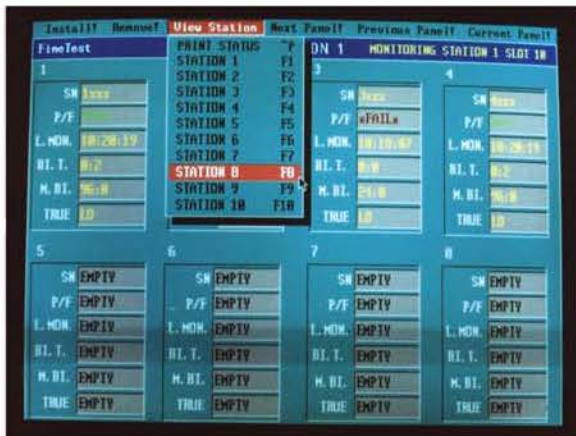 Install! Remove! View Station Next Panel! Previous Panel! Current Panel!
FimeTest
ON 1 MONITORING STATION 1 SLOT 10
PRINT STATUS ^P
STATION 1 F1
STATION 2 F2
STATION 3 F3
STATION 4 F4
STATION 5 F5
STATION 6 F6
STATION 7 F7
STATION 8 F8
STATION 9 F9
STATION 10 F10
1
SN 1xxx
P/F
L. MON. 10:20:19
BI. T. 0:2
M. BI. 96:0
TRUE LD
3
SN 3xxx
P/F *FAIL*
L. MON. 10:18:07
BI. T. 0:0
M. BI. 24:0
TRUE LD
4
SN 4xxx
P/F
L. MON. 10:20:19
BI. T. 0:2
M. BI. 96:0
TRUE LD
5
SN EMPTY
P/F EMPTY
L. MON. EMPTY
BI. T. EMPTY
M. BI. EMPTY
TRUE EMPTY
6
SN EMPTY
P/F EMPTY
L. MON. EMPTY
BI. T. EMPTY
M. BI. EMPTY
TRUE EMPTY
7
SN EMPTY
P/F EMPTY
L. MON. EMPTY
BI. T. EMPTY
M. BI. EMPTY
TRUE EMPTY
8
SN EMPTY
P/F EMPTY
L. MON. EMPTY
BI. T. EMPTY
M. BI. EMPTY
TRUE EMPTY